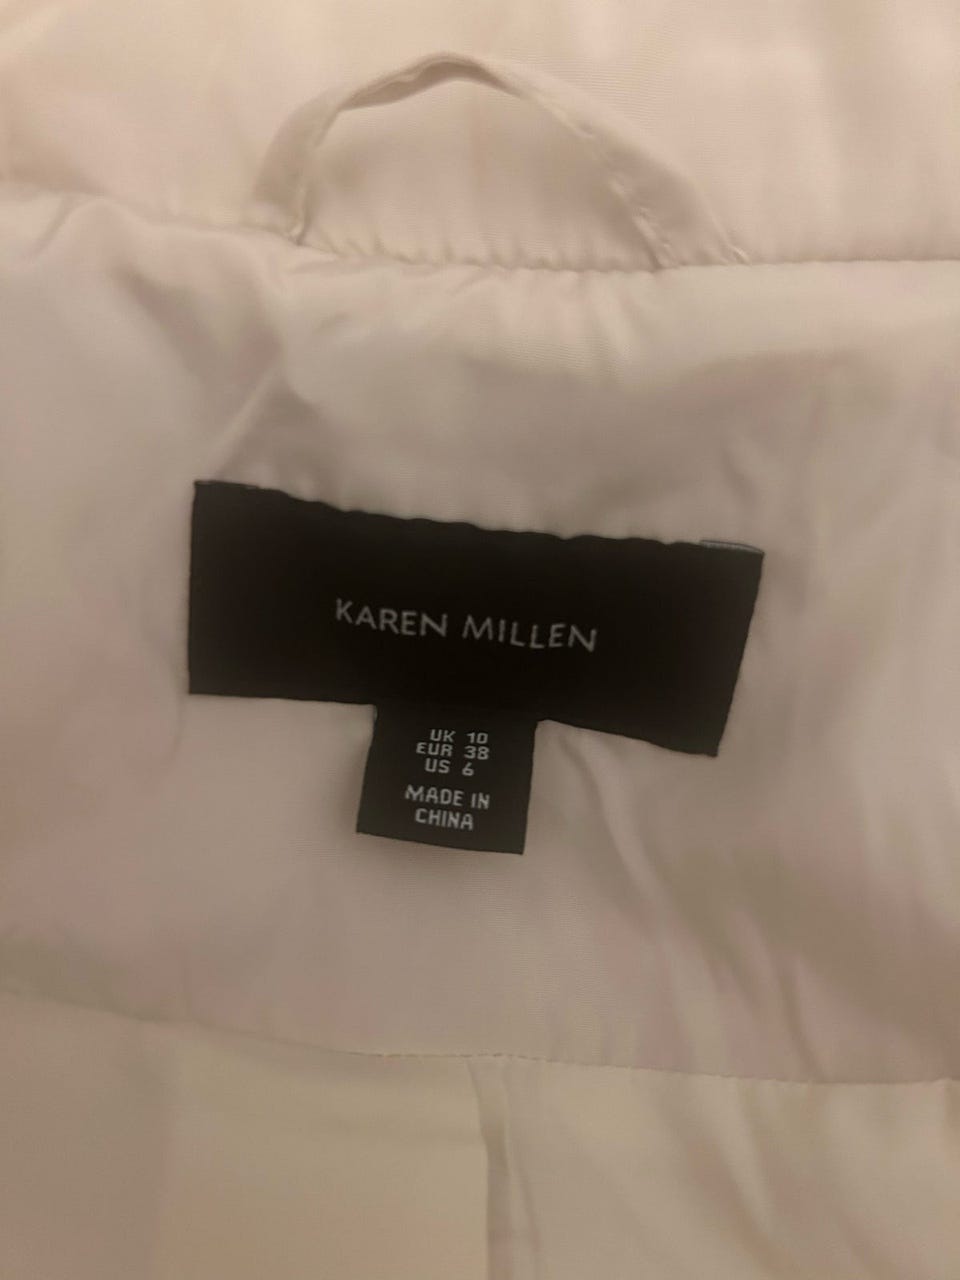 KAREN MILLEN
UK 10
EUR 38
US 6
MADE IN
CHINA